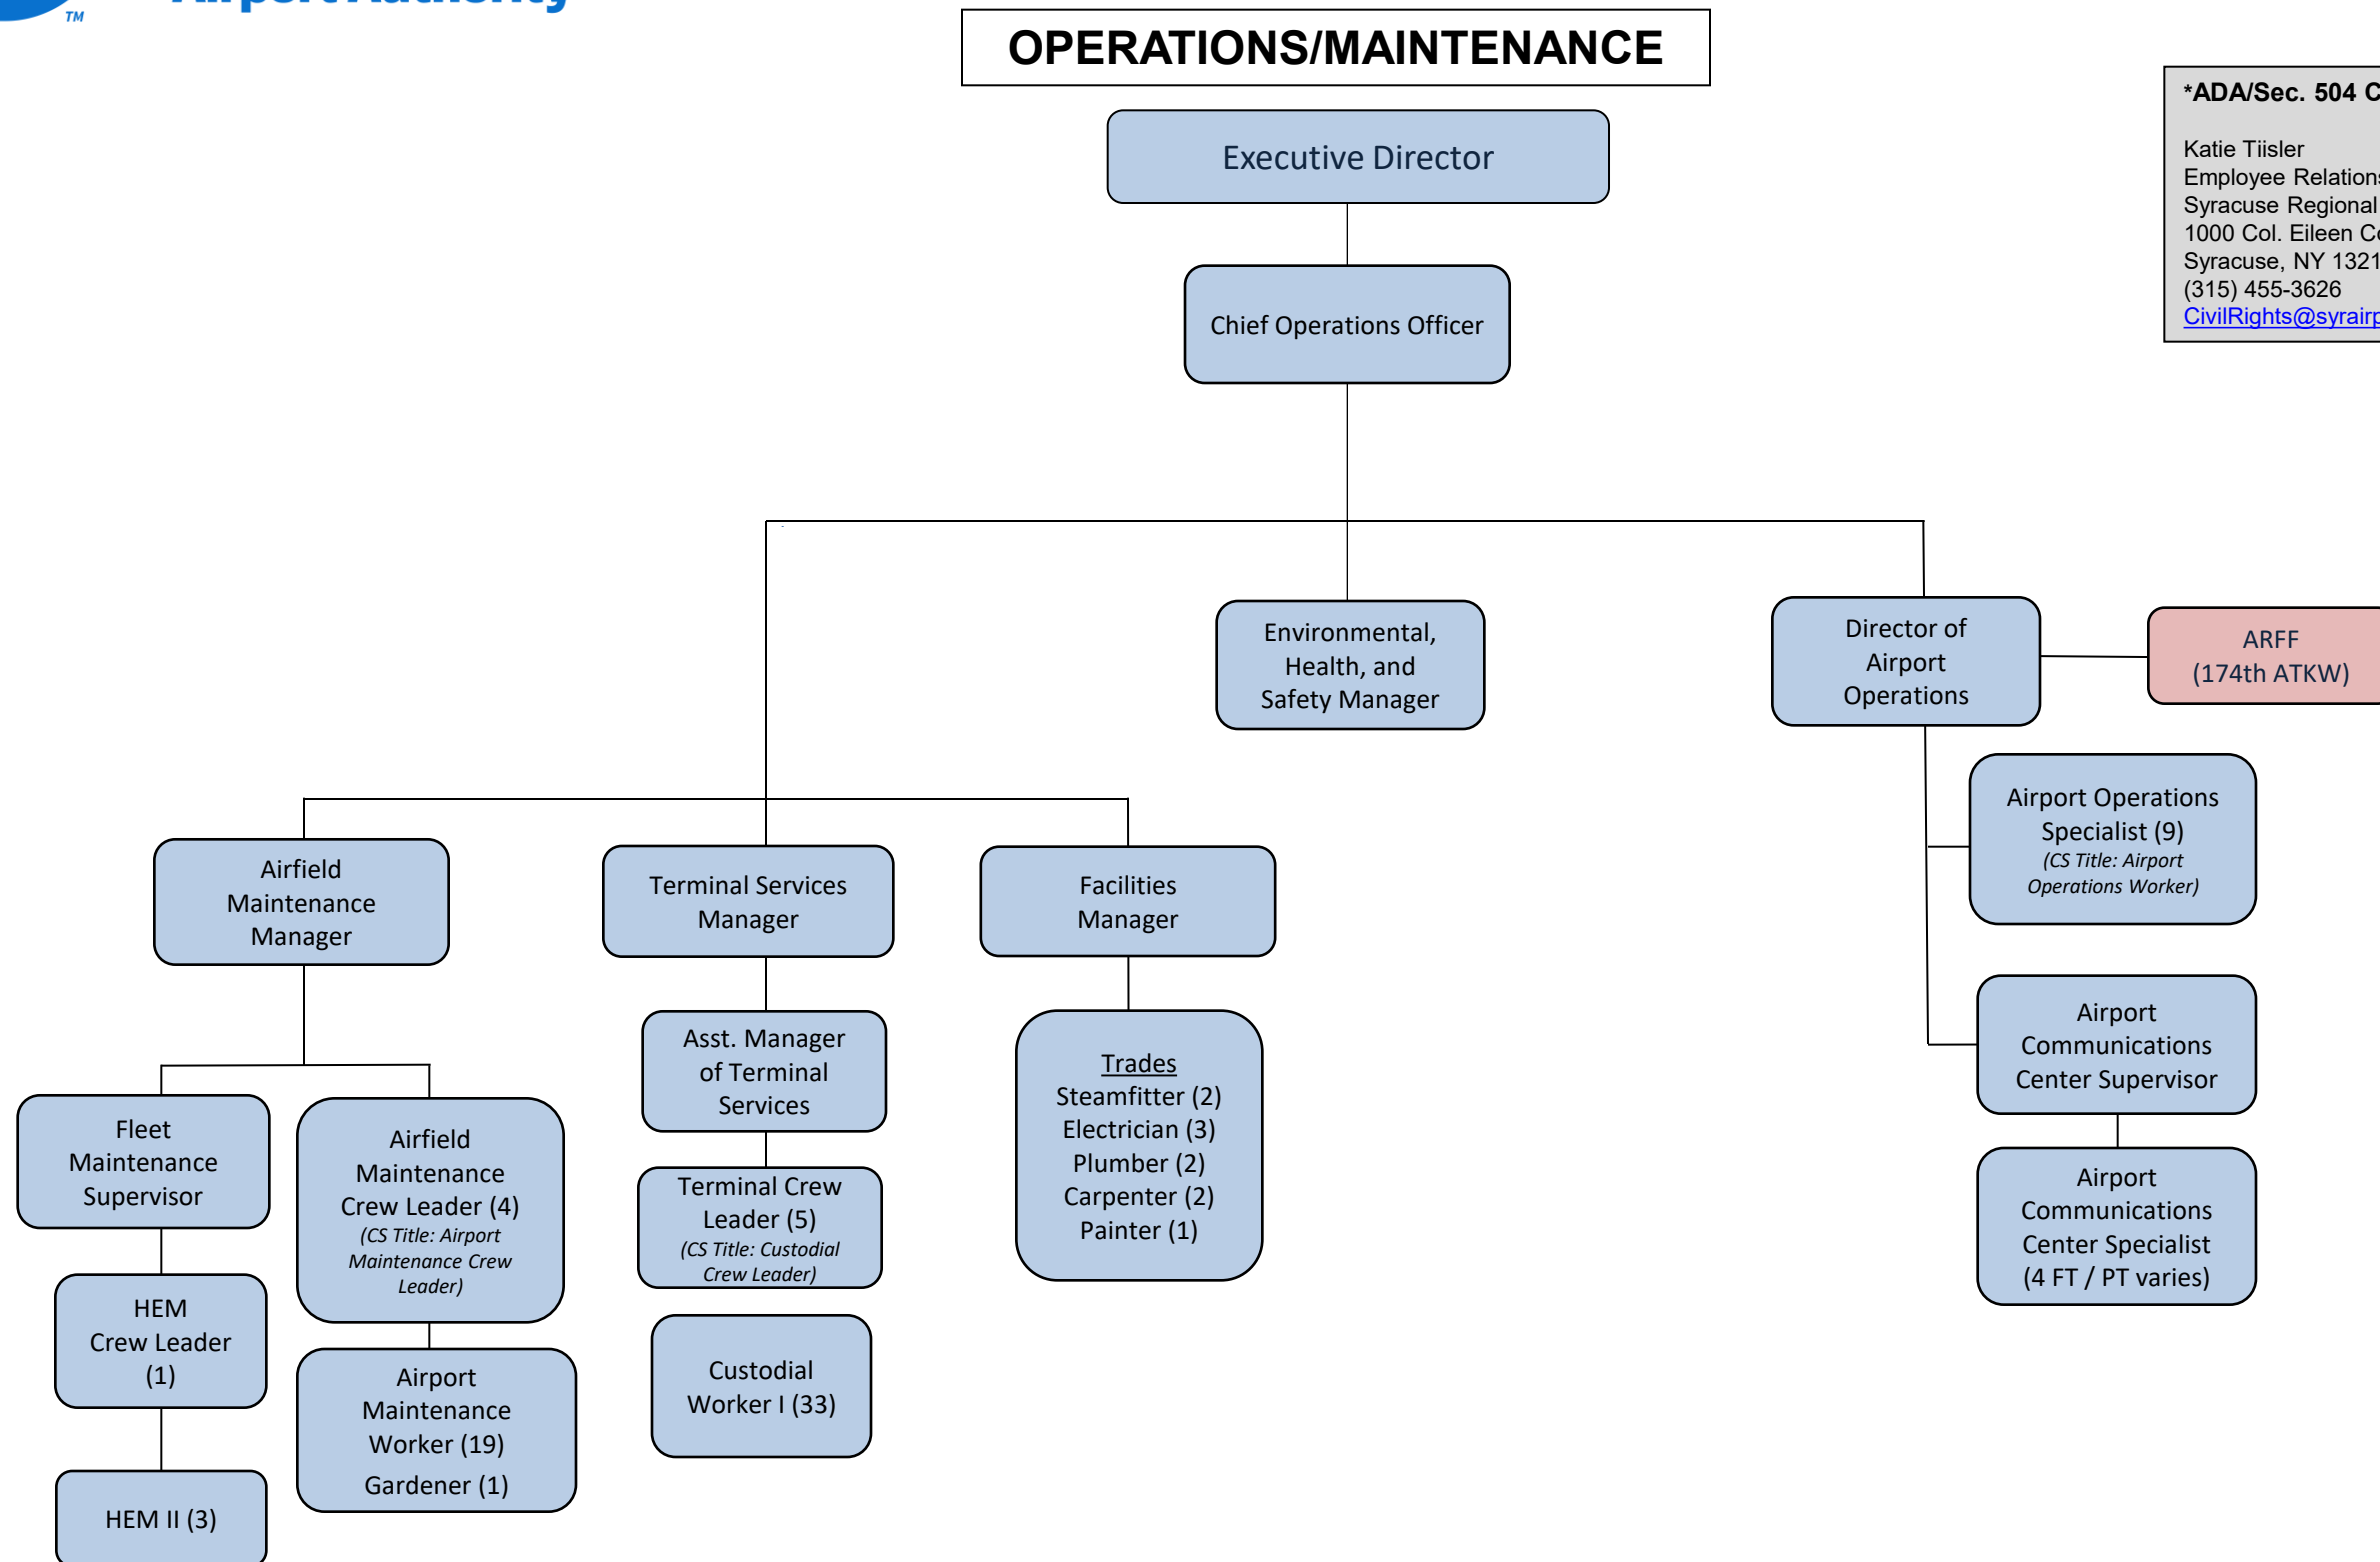 Airport Authority
TM
OPERATIONS/MAINTENANCE
*ADA/Sec. 504
Katie Tiisler
Employee
Syracuse Regional
1000 Col. Eileen
Syracuse, NY
(315) 455-3626
Executive Director
Chief Operations Officer
Environmental,
Health, and
Safety Manager
Director of
Airport
Operations
ARFF
(174th ATKW)
Airport Operations
Specialist (9)
(CS Title: Airport
Operations Worker)
Airport
Communications
Center Supervisor
Airport
Communications
Center Specialist
(4 FT / PT varies)
Airfield
Maintenance
Manager
Terminal Services
Manager
Facilities
Manager
Fleet
Maintenance
Supervisor
HEM
Crew Leader
(1)
HEM II (3)
Airfield
Maintenance
Crew Leader (4)
(CS Title: Airport
Maintenance Crew
Leader)
Airport
Maintenance
Worker (19)
Gardener (1)
Asst. Manager
of Terminal
Services
Terminal Crew
Leader (5)
(CS Title: Custodial
Crew Leader)
Custodial
Worker I (33)
Trades
Steamfitter (2)
Electrician (3)
Plumber (2)
Carpenter (2)
Painter (1)